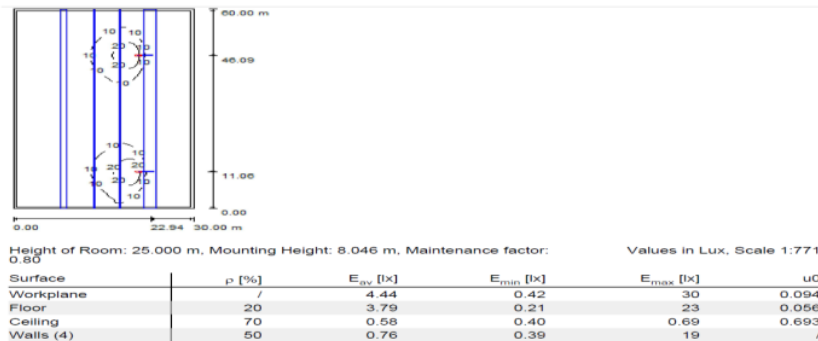 60.00 m
10 10
10 20 10
20 10
10
46.09
10 10
20
10 20
20 10
10
11.06
0.00
0.00 22.94 30.00 m
Height of Room: 25.000 m, Mounting Height: 8.046 m, Maintenance factor: 0.80 Values in Lux, Scale 1:771
Surface ρ [%] Eav [lx] Emin [lx] Emax [lx] u0
Workplane / 4.44 0.42 30 0.094
Floor 20 3.79 0.21 23 0.056
Ceiling 70 0.58 0.40 0.69 0.693
Walls (4) 50 0.76 0.39 19 /